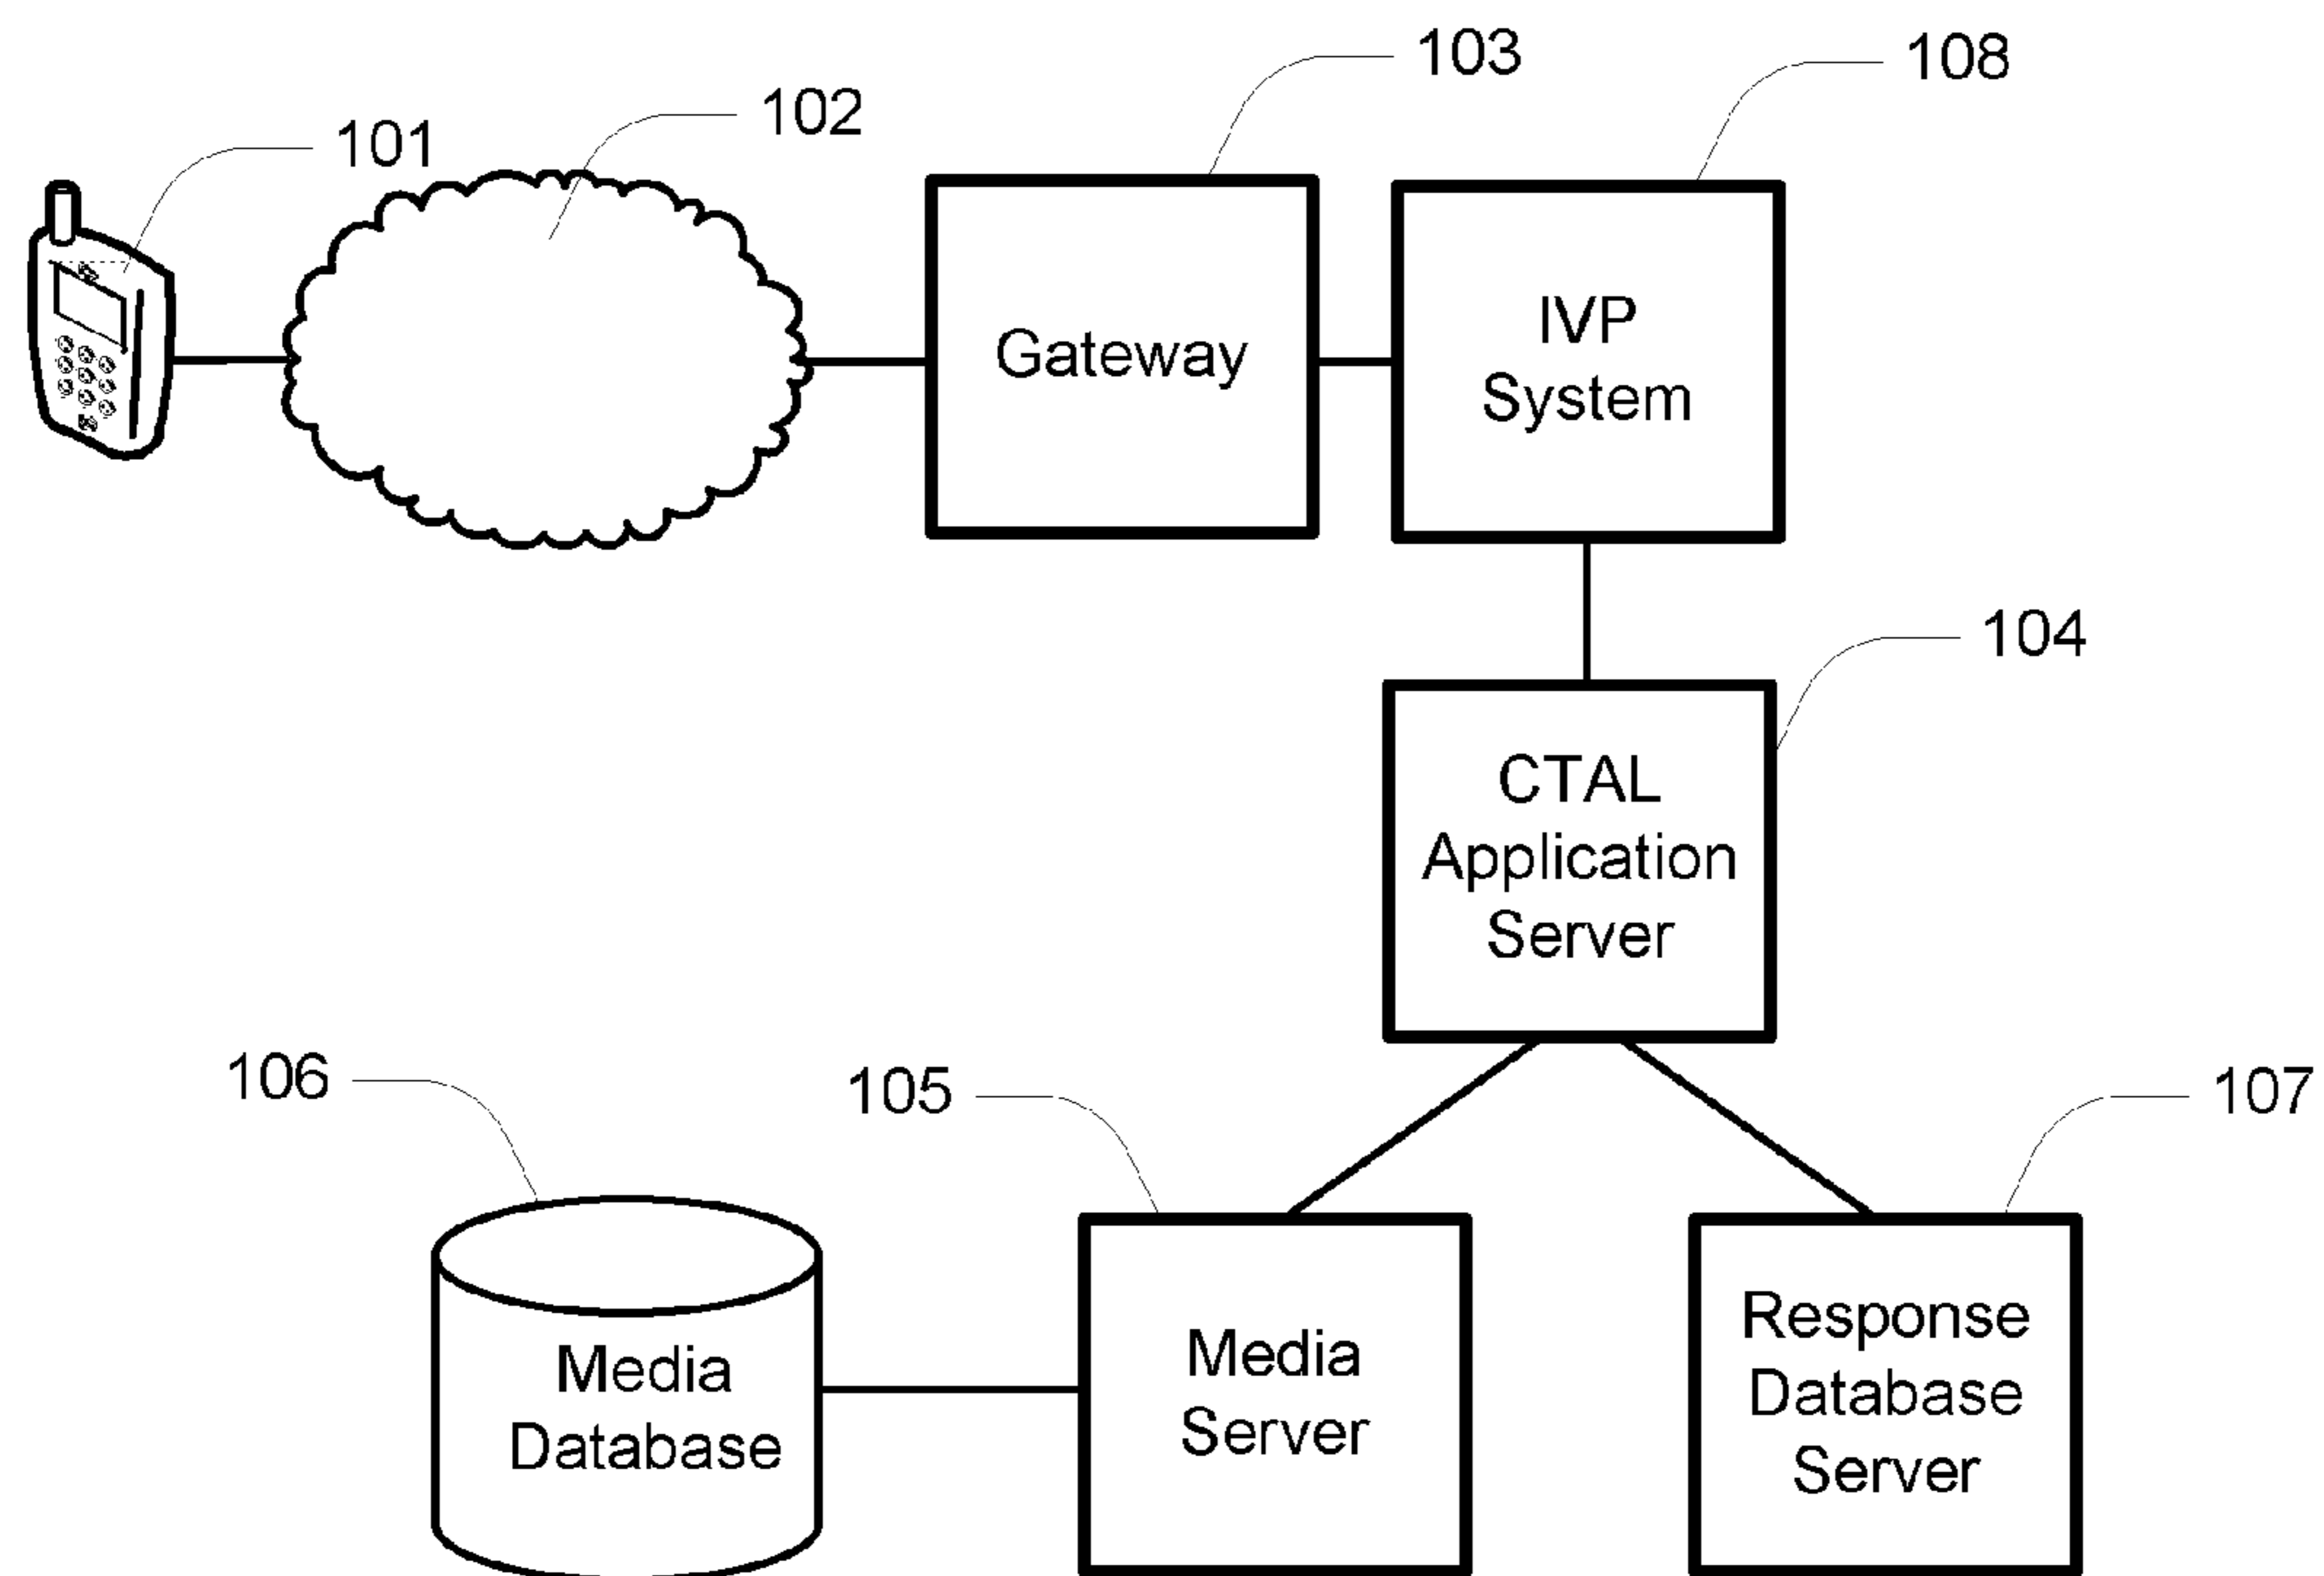 103
108
102
101
Gateway
IVP
System
104
CTAL
Application
Server
106
105
107
Media
Database
Media
Server
Response
Database
Server